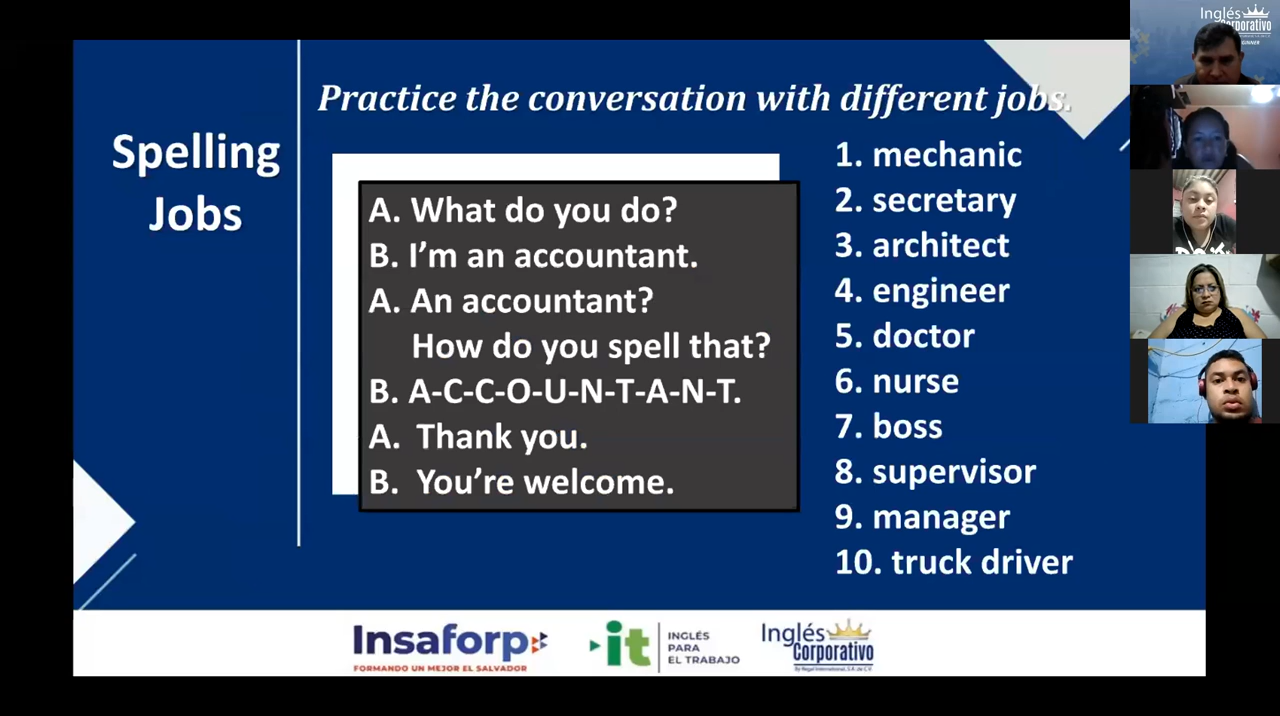 Spelling
Jobs
Practice the conversation with different jobs.
A. What do you do?
B. I'm an accountant.
A. An accountant?
How do you spell that?
B. A-C-C-O-U-N-T-A-N-T.
A. Thank you.
B. You're welcome.
1. mechanic
2. secretary
3. architect
4. engineer
5. doctor
6. nurse
7. boss
8. supervisor
9. manager
10. truck driver
Insaforp
FORMANDO UN MEJOR EL SALVADOR
it
INGLÉS
PARA
EL TRABAJO
Inglés
Corporativo
Inglés
Corporativo